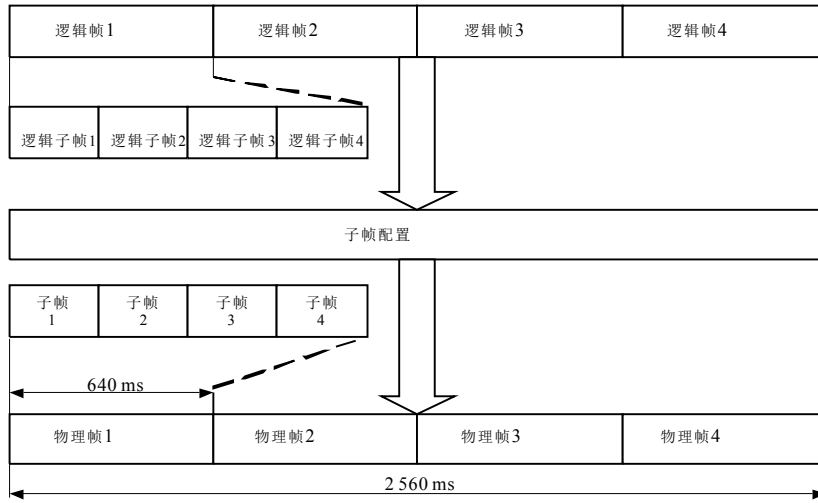 逻辑帧1 逻辑帧2 逻辑帧3 逻辑帧4
逻辑子帧1 逻辑子帧2 逻辑子帧3 逻辑子帧4
子帧配置
子帧 子帧 子帧 子帧
1 2 3 4
640 ms
物理帧1 物理帧2 物理帧3 物理帧4
2 560 ms